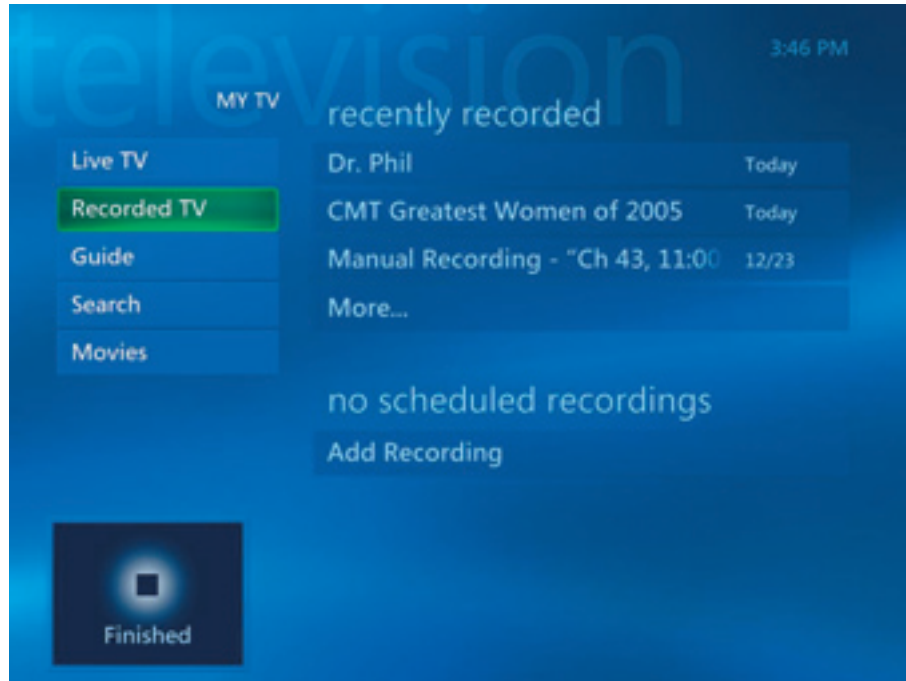 television
3:46 PM
MY TV
Live TV
Recorded TV
Guide
Search
Movies
recently recorded
Dr. Phil Today
CMT Greatest Women of 2005 Today
Manual Recording - "Ch 43, 11:00 12/23
More...
no scheduled recordings
Add Recording
Finished